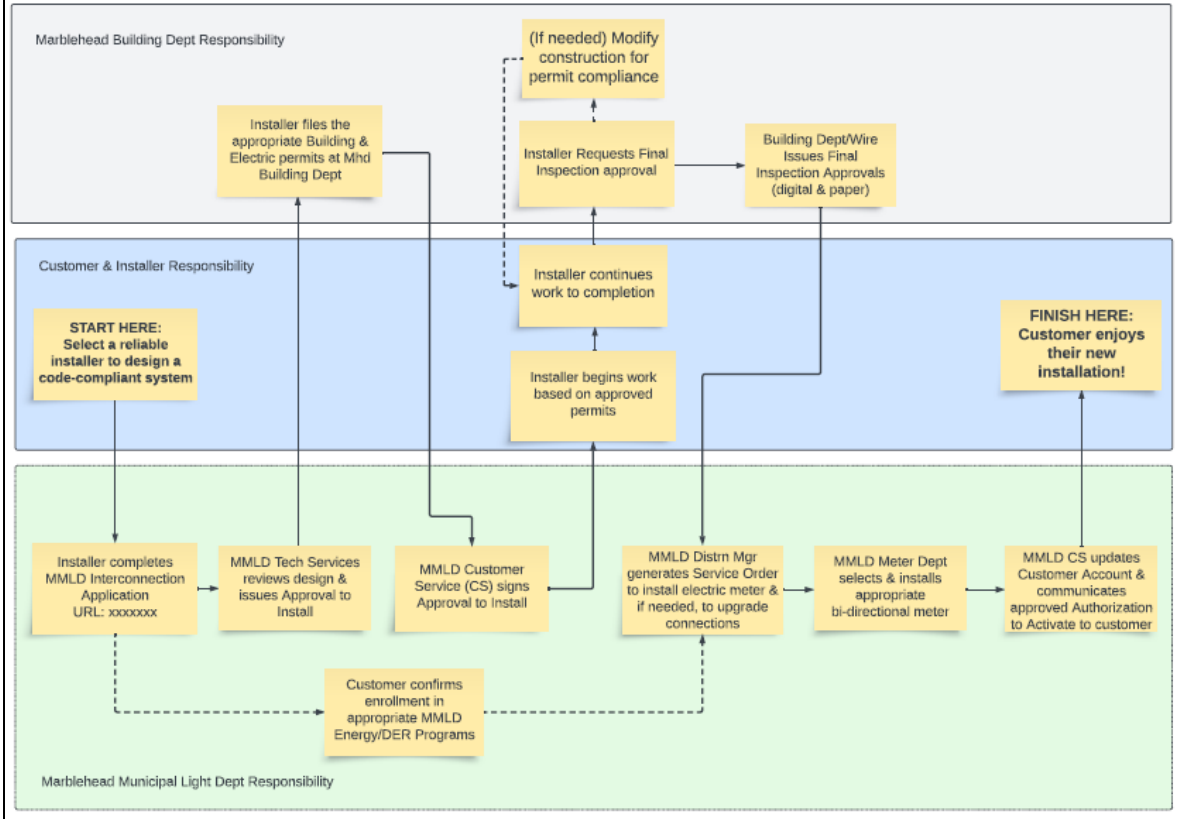 Marblehead Building Dept Responsibility
(If needed) Modify
construction for
permit compliance
Installer files the
appropriate Building &
Electric permits at Mhd
Building Dept
Installer Requests Final
Inspection approval
Building Dept/Wire
Issues Final
Inspection Approvals
(digital & paper)
Customer & Installer Responsibility
START HERE:
Select a reliable
installer to design a
code-compliant system
Installer continues
work to completion
Installer begins work
based on approved
permits
FINISH HERE:
Customer enjoys
their new
installation!
Installer completes
MMLD Interconnection
Application
URL: xxxxxxx
MMLD Tech Services
reviews design &
issues Approval to
Install
MMLD Customer
Service (CS) signs
Approval to Install
MMLD Distrn Mgr
generates Service Order
to install electric meter &
if needed, to upgrade
connections
MMLD Meter Dept
selects & installs
appropriate
bi-directional meter
MMLD CS updates
Customer Account &
communicates
approved Authorization
to Activate to customer
Customer confirms
enrollment in
appropriate MMLD
Energy/DER Programs
Marblehead Municipal Light Dept Responsibility